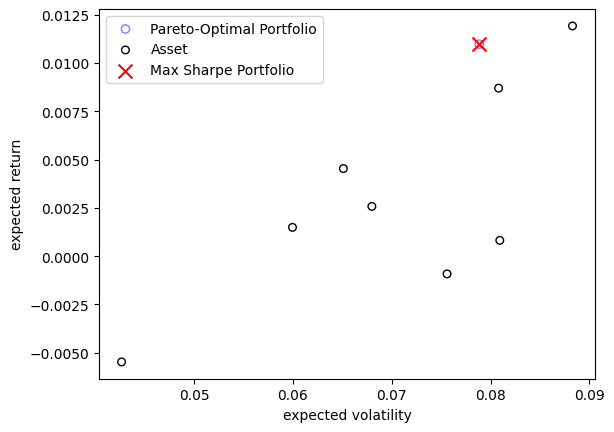 Pareto-Optimal Portfolio
Asset
Max Sharpe Portfolio
0.0125
0.0100
0.0075
0.0050
0.0025
0.0000
−0.0025
−0.0050
expected return
0.05 0.06 0.07 0.08 0.09
expected volatility